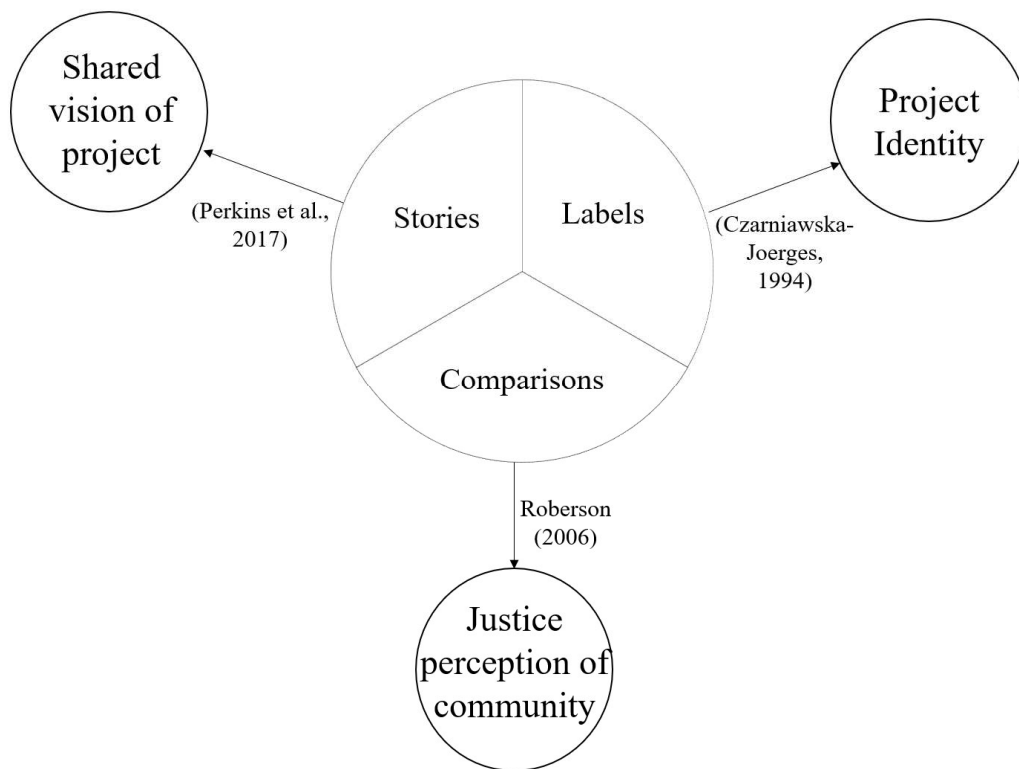 Shared
vision of
project
Project
Identity
(Perkins et al.,
2017)
Stories
Labels
(Czarniawska-
Joerges,
1994)
Comparisons
Roberson
(2006)
Justice
perception of
community